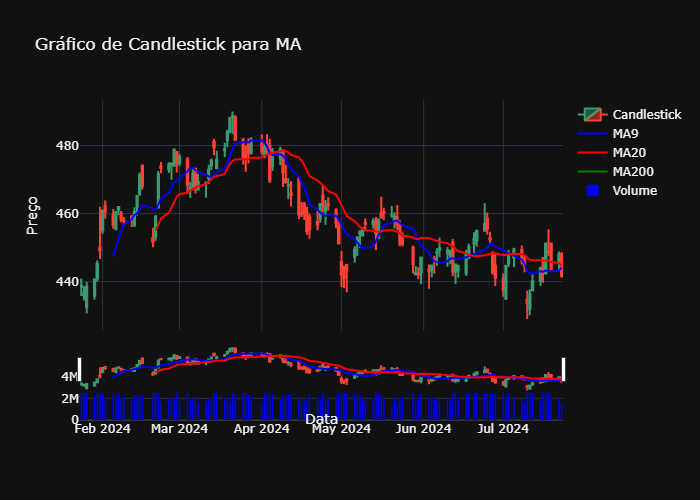 Gráfico de Candlestick para MA
Candlestick
MA9
MA20
MA200
Volume
Preço
480
460
440
4M
2M
0
Data
Feb 2024
Mar 2024
Apr 2024
May 2024
Jun 2024
Jul 2024